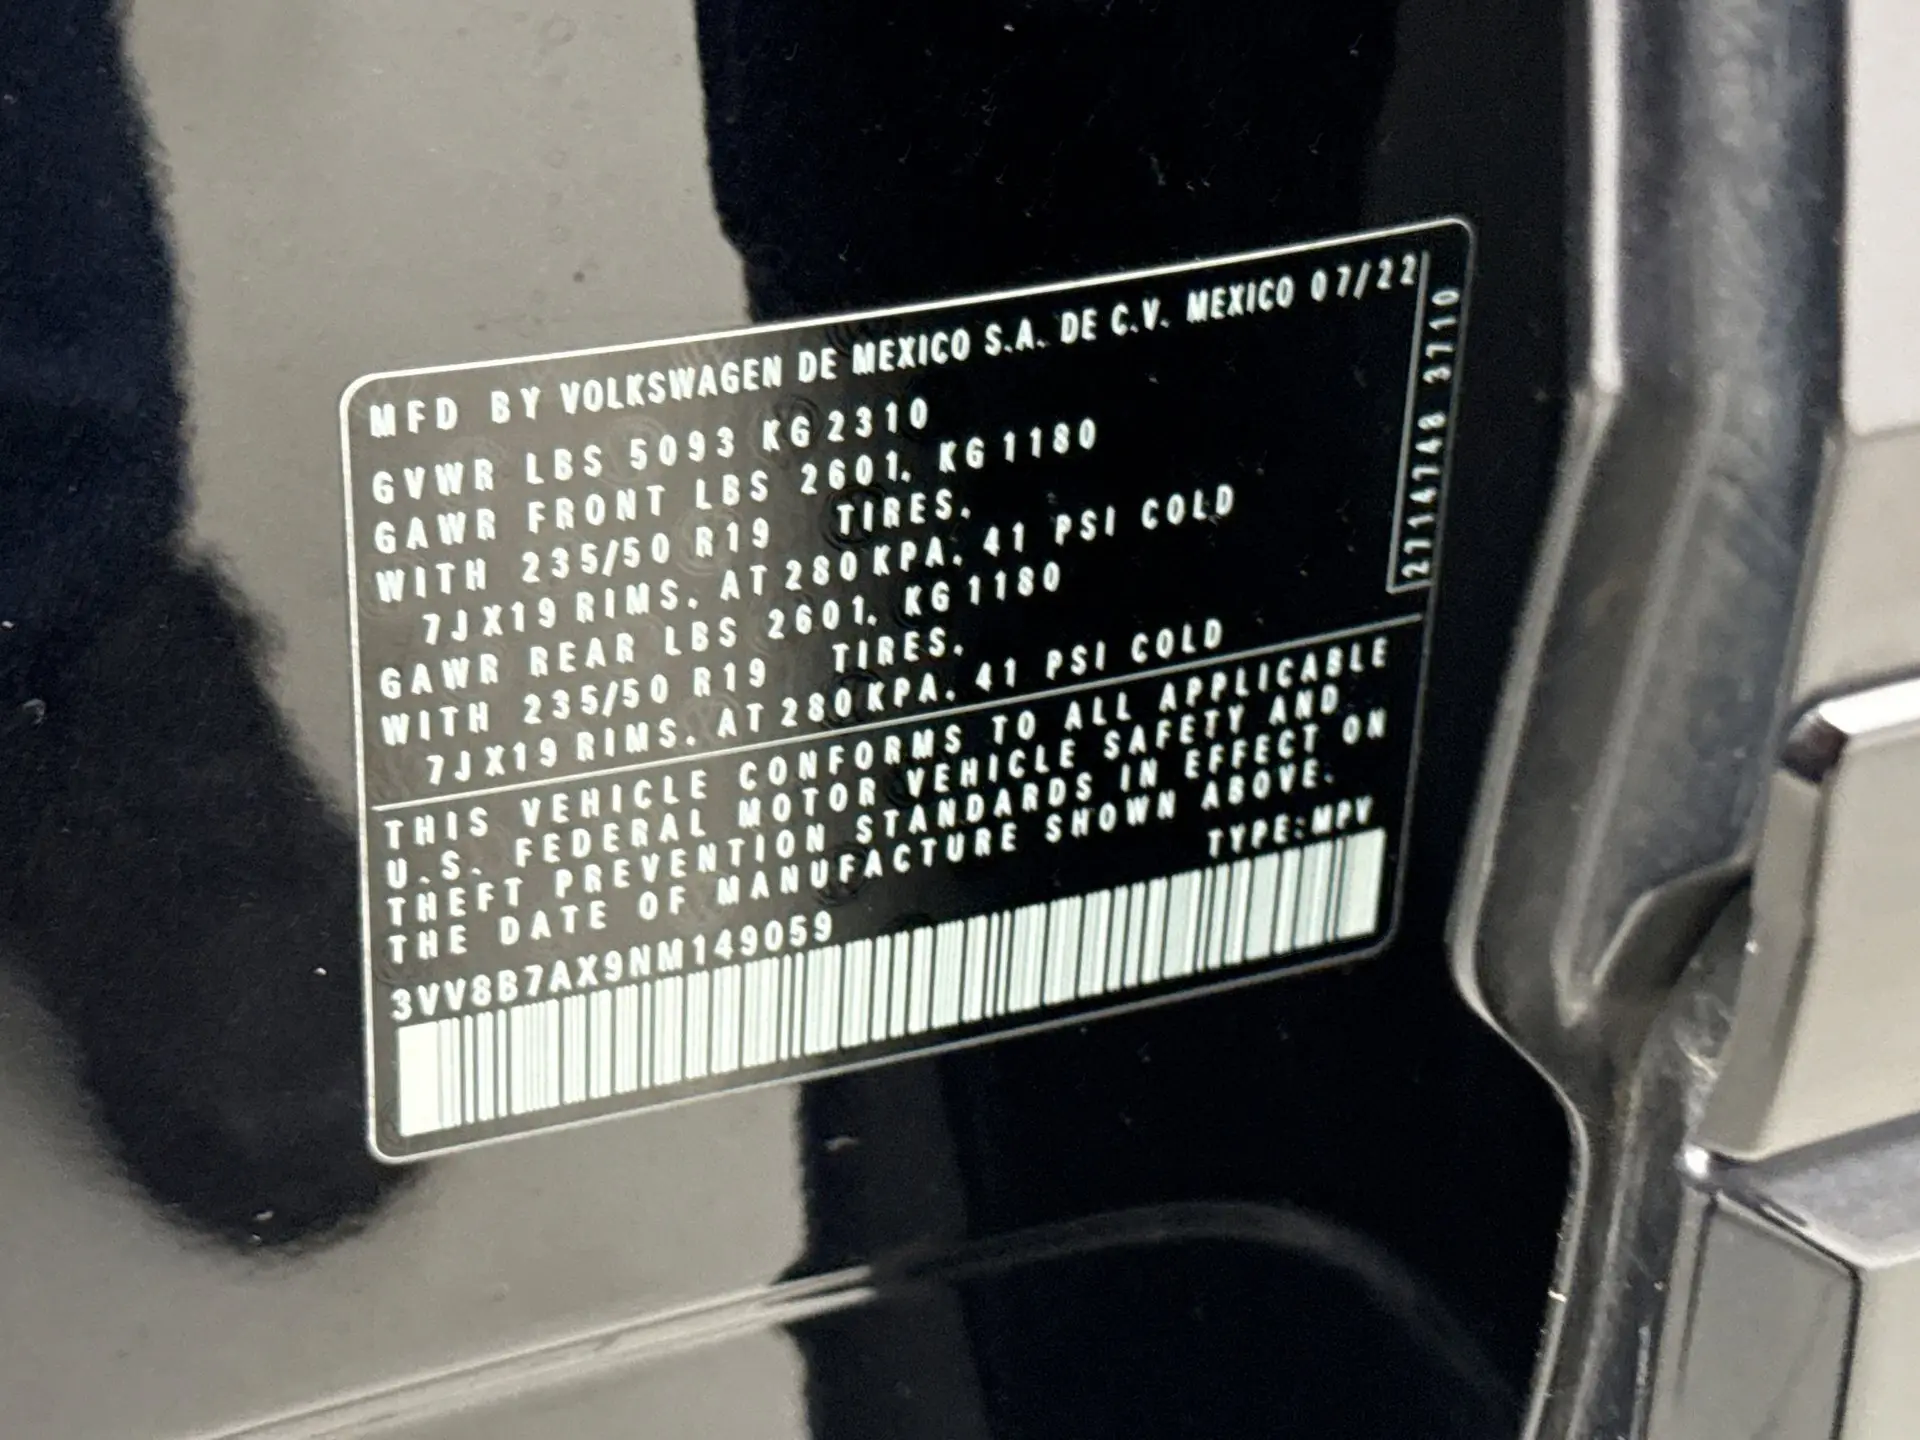 MFD BY VOLKSWAGEN DE MEXICO S.A. DE C.V. MEXICO 07/22
GVWR LBS 5093 KG 2310
GAWR FRONT LBS 2601. KG 1180
WITH 235/50 R19 TIRES.
7JX19 RIMS. AT 280 KPA. 41 PSI COLD
GAWR REAR LBS 2601. KG 1180
WITH 235/50 R19 TIRES.
7JX19 RIMS. AT 280 KPA. 41 PSI COLD
THIS VEHICLE CONFORMS TO ALL APPLICABLE
U.S. FEDERAL MOTOR VEHICLE SAFETY AND
THEFT PREVENTION STANDARDS IN EFFECT ON
THE DATE OF MANUFACTURE SHOWN ABOVE.
TYPE:MPV
3VV8B7AX9NM149059
2714748 3710